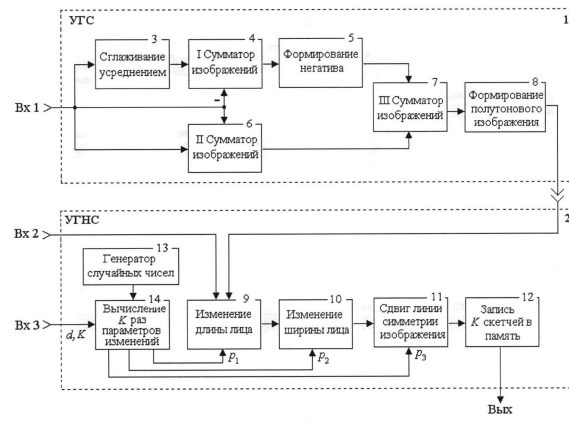 УГС
1
3
Сглаживание
усреднением
4
I Сумматор
изображений
5
Формирование
негатива
Вх 1
–
6
II Сумматор
изображений
7
III Сумматор
изображений
8
Формирование
полутонового
изображения
УГНС
2
Вх 2
13
Генератор
случайных чисел
Вх 3
d, K
14
Вычисление
K раз
параметров
изменений
9
Изменение
длины лица
10
Изменение
ширины лица
11
Сдвиг линии
симметрии
изображения
12
Запись
K скетчей в
память
p1
p2
p3
Вых